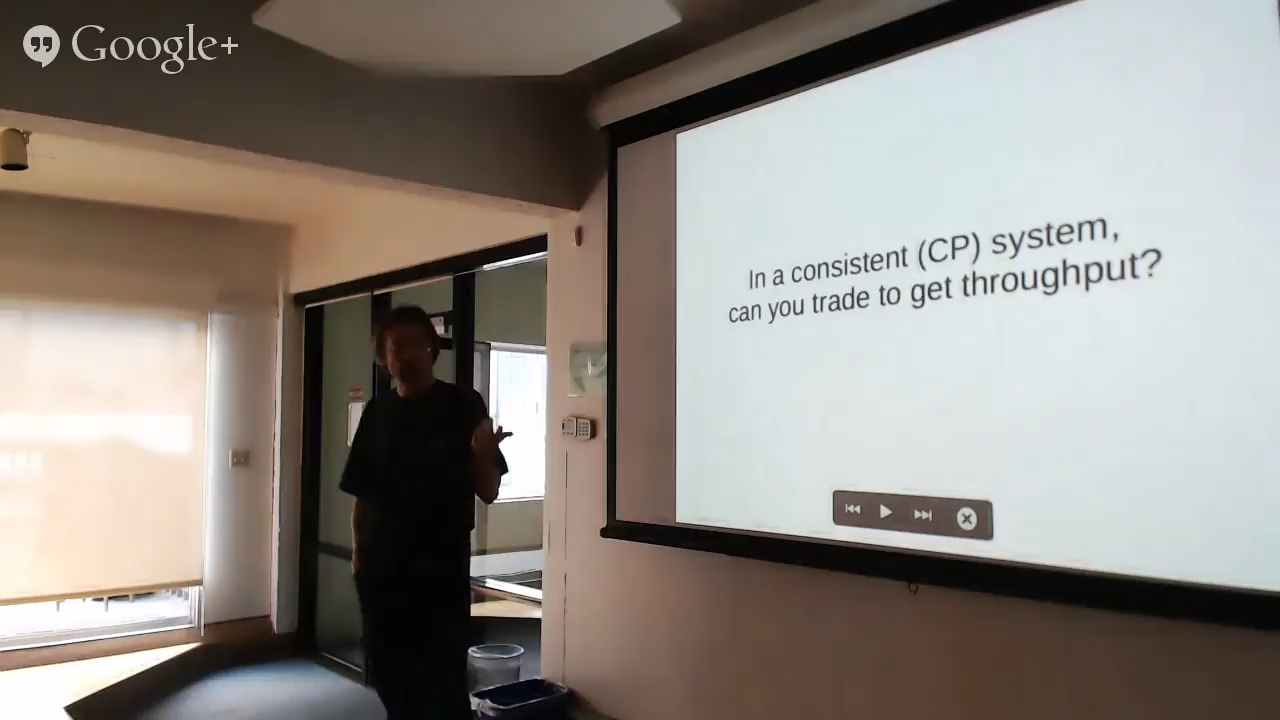 Google+
In a consistent (CP) system,
can you trade to get throughput?